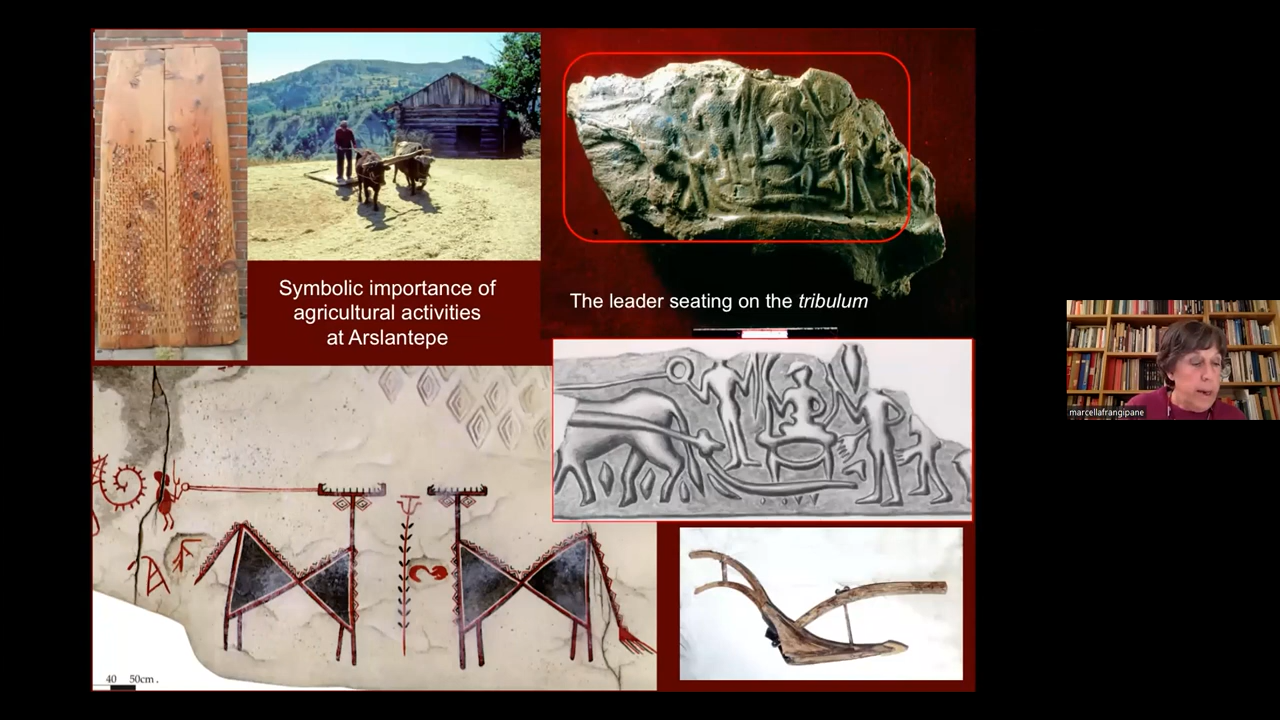 Symbolic importance of
agricultural activities
at Arslantepe
The leader seating on the tribulum
40 50cm .
marcellafrangipane